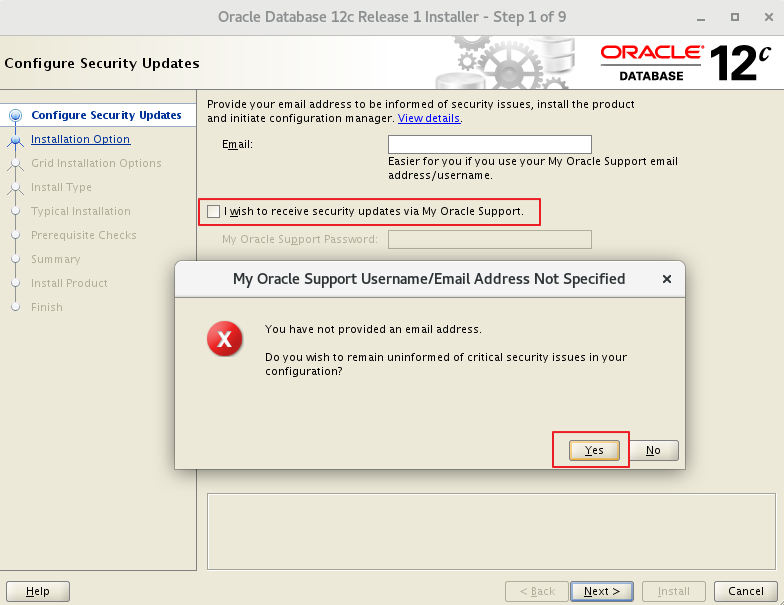 Oracle Database 12c Release 1 Installer - Step 1 of 9
Configure Security Updates
ORACLE
DATABASE
12c
Configure Security Updates
Installation Option
Grid Installation Options
Install Type
Typical Installation
Prerequisite Checks
Summary
Install Product
Finish
Provide your email address to be informed of security issues, install the product
and initiate configuration manager. View details.
Email:
Easier for you if you use your My Oracle Support email
address/username.
I wish to receive security updates via My Oracle Support.
My Oracle Support Password:
My Oracle Support Username/Email Address Not Specified
X
You have not provided an email address.
Do you wish to remain uninformed of critical security issues in your
configuration?
Yes No
Help < Back Next > Install Cancel